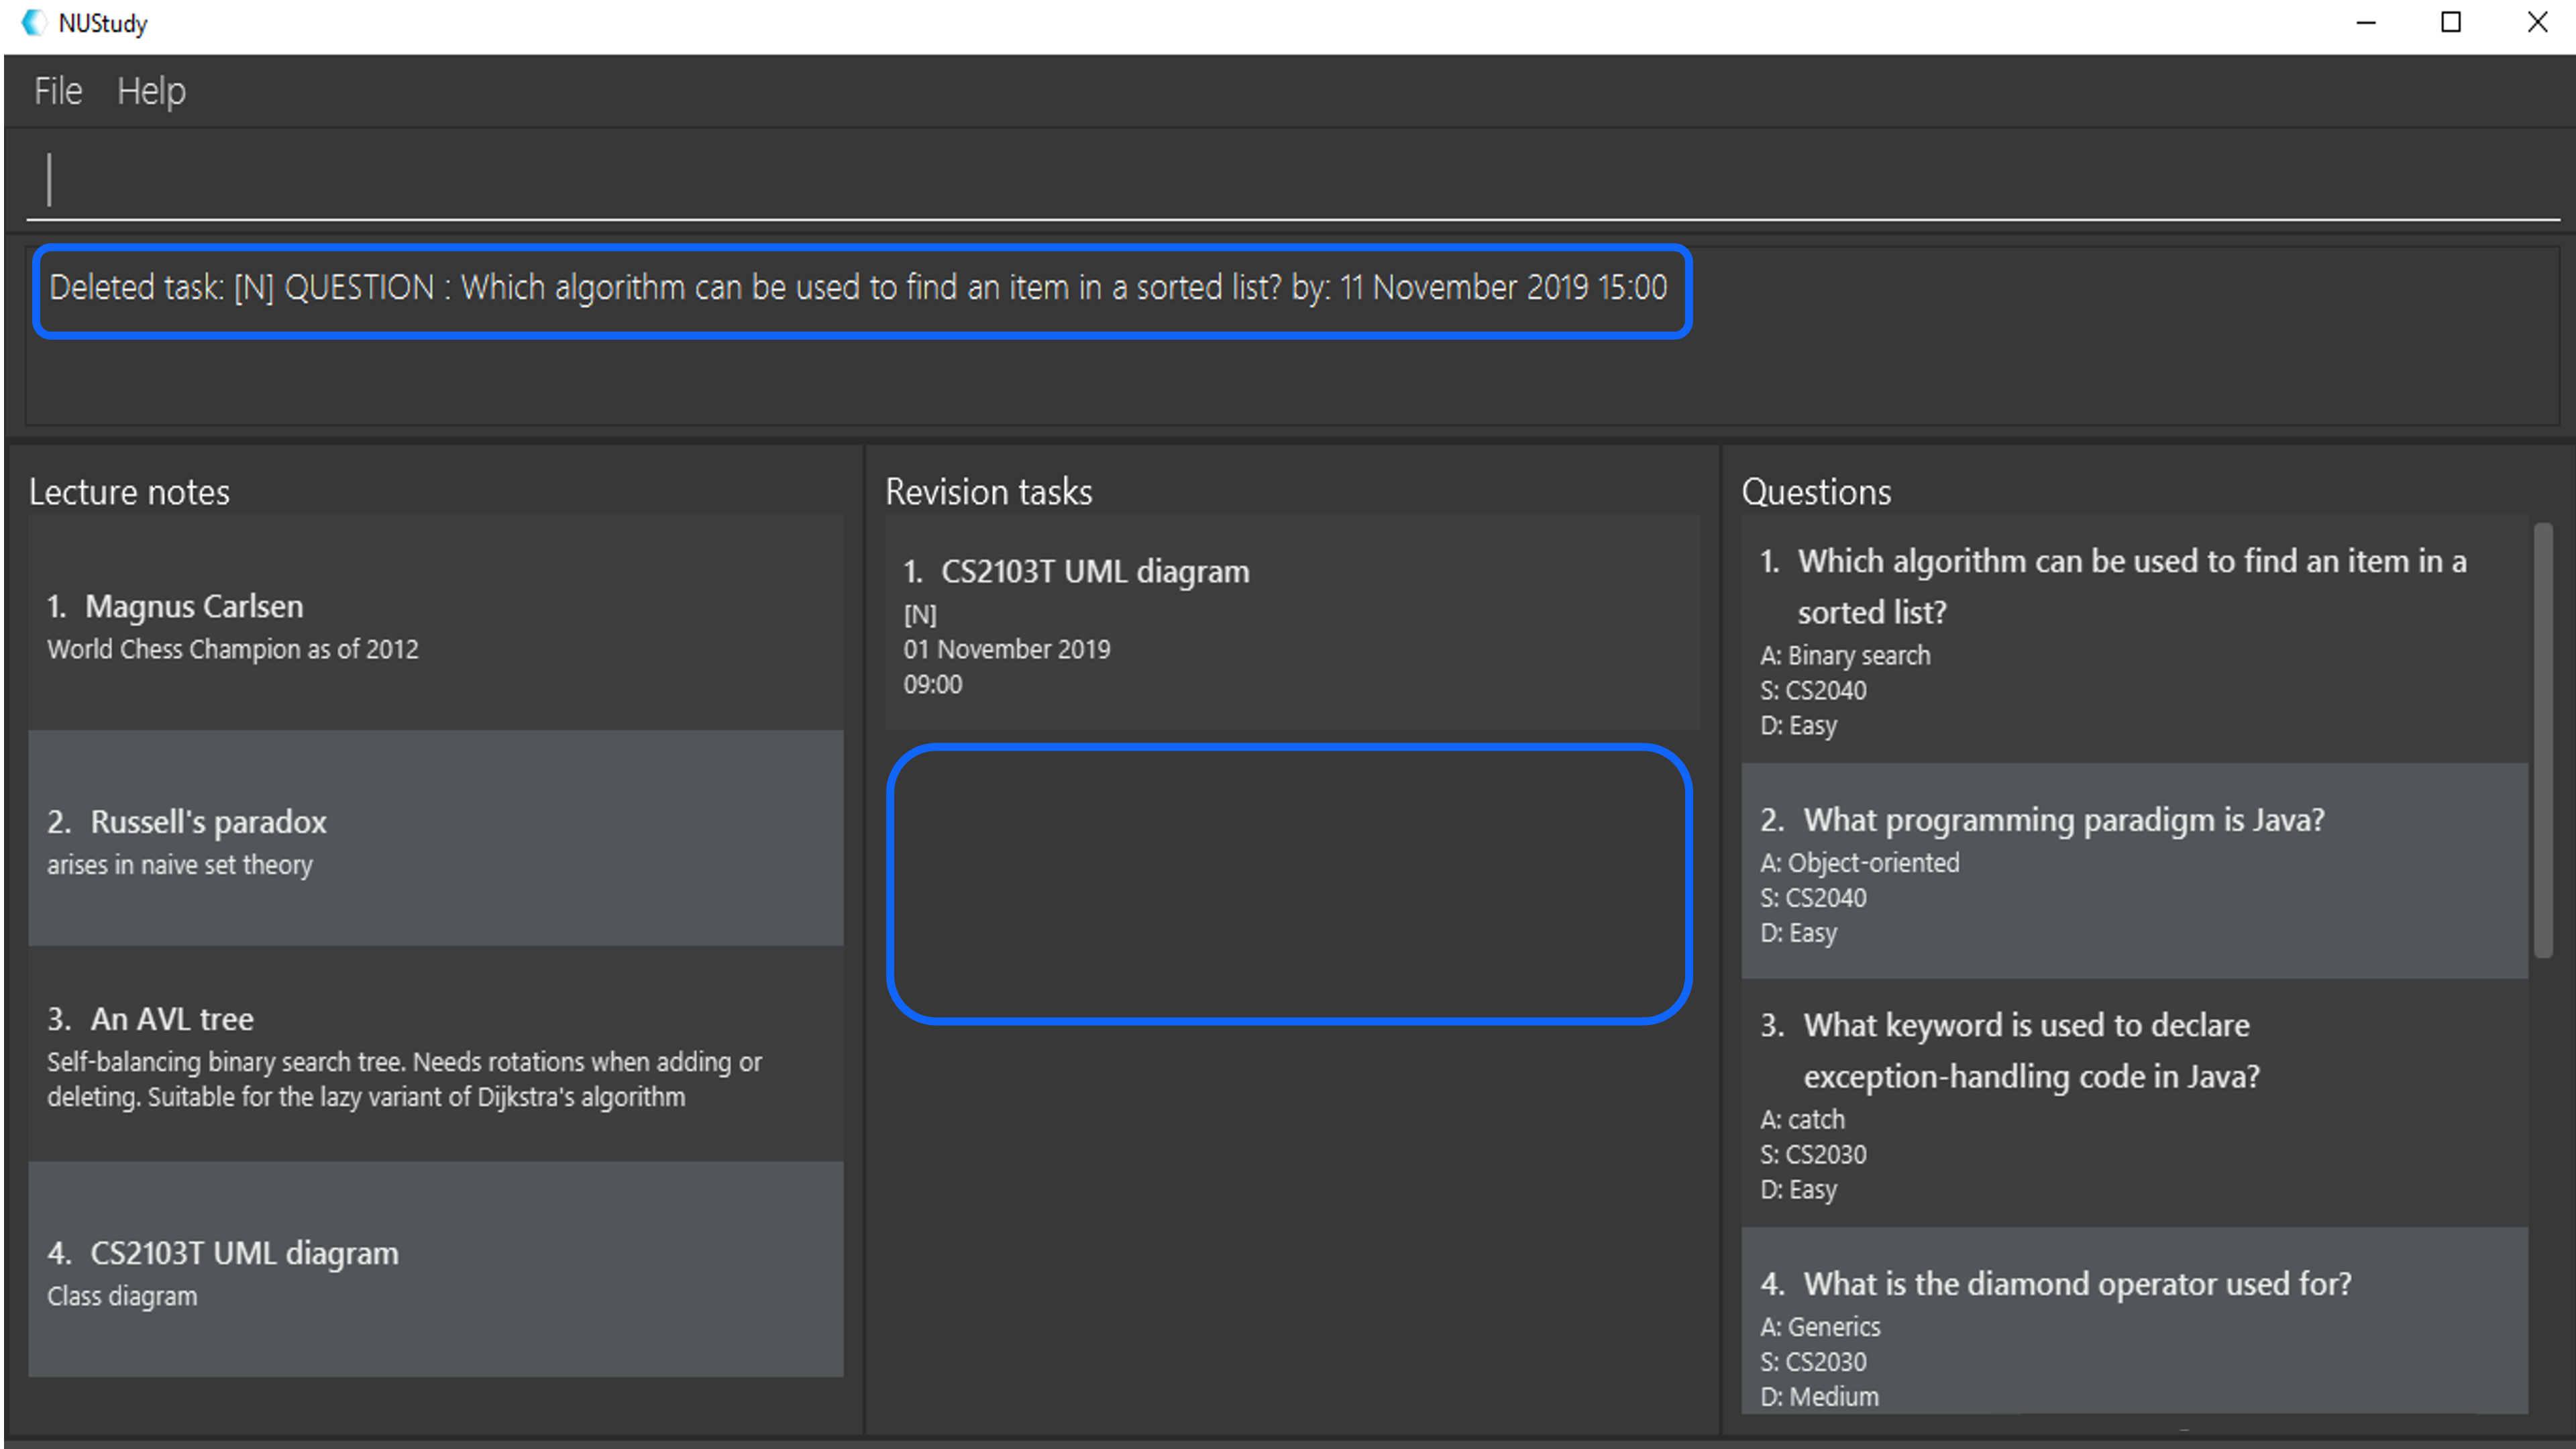 NUStudy
File Help
Deleted task: [N] QUESTION : Which algorithm can be used to find an item in a sorted list? by: 11 November 2019 15:00
Lecture notes
1. Magnus Carlsen
World Chess Champion as of 2012
2. Russell's paradox
arises in naive set theory
3. An AVL tree
Self-balancing binary search tree. Needs rotations when adding or
deleting. Suitable for the lazy variant of Dijkstra's algorithm
4. CS2103T UML diagram
Class diagram
Revision tasks
1. CS2103T UML diagram
[N]
01 November 2019
09:00
Questions
1. Which algorithm can be used to find an item in a
sorted list?
A: Binary search
S: CS2040
D: Easy
2. What programming paradigm is Java?
A: Object-oriented
S: CS2040
D: Easy
3. What keyword is used to declare
exception-handling code in Java?
A: catch
S: CS2030
D: Easy
4. What is the diamond operator used for?
A: Generics
S: CS2030
D: Medium